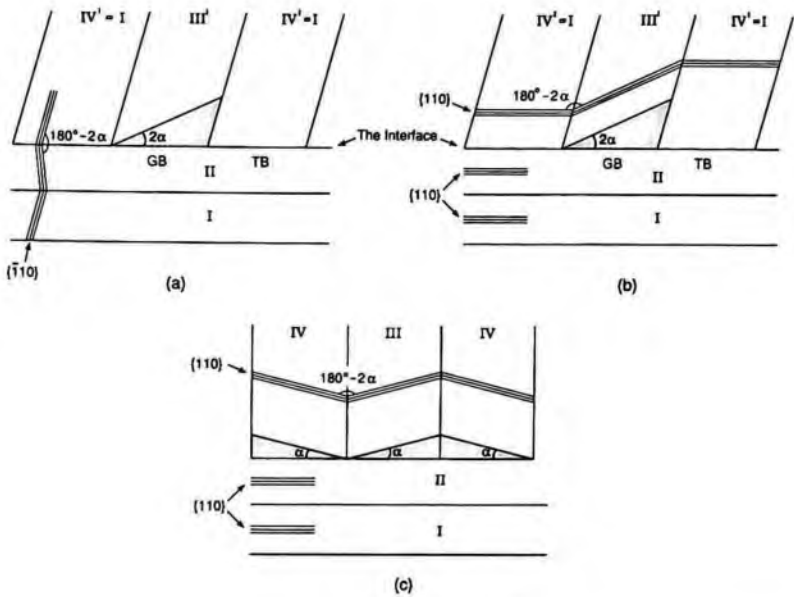 IV' = I III' IV' = I
180° - 2α
2α
GB TB
II
I
{1̄10}
(a)
The Interface
IV' = I III' IV' = I
{110}
180° - 2α
2α
GB TB
II
{110}
I
(b)
IV III IV
{110}
180° - 2α
α α α
II
{110}
I
(c)